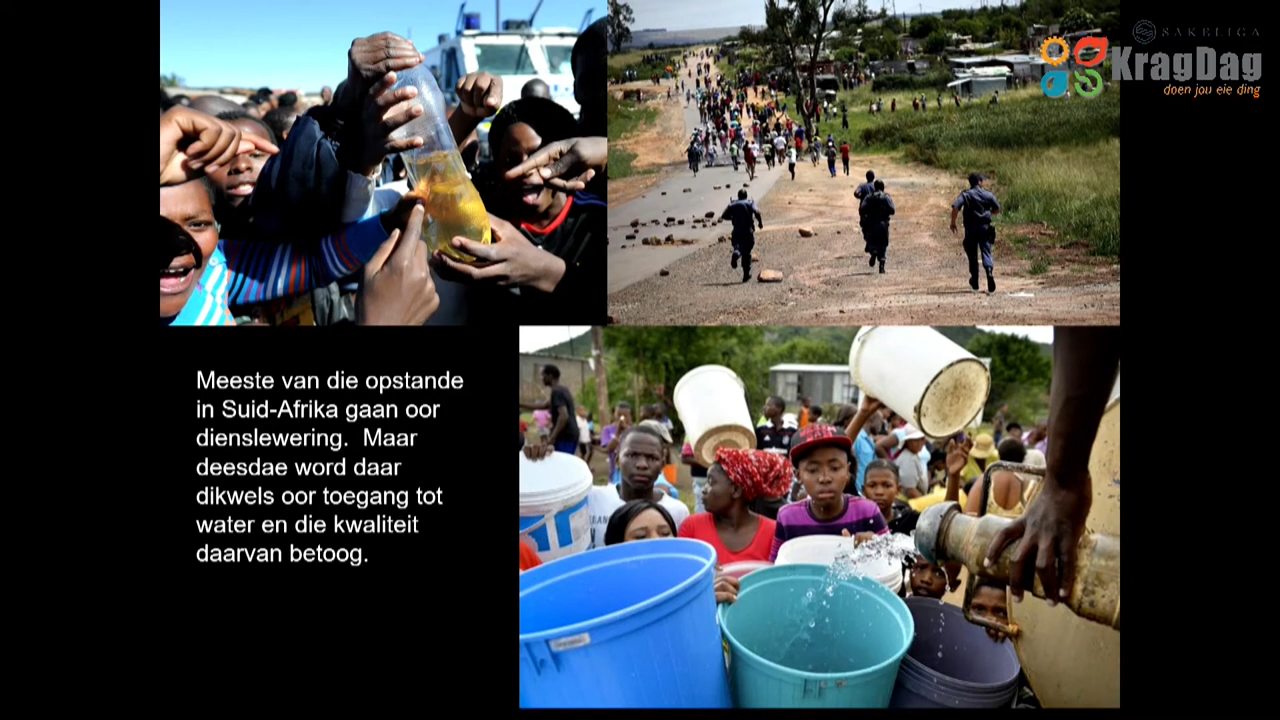 SAKELIGA
KragDag
doen jou eie ding
Meeste van die opstande
in Suid-Afrika gaan oor
dienslewering.  Maar
deesdae word daar
dikwels oor toegang tot
water en die kwaliteit
daarvan betoog.